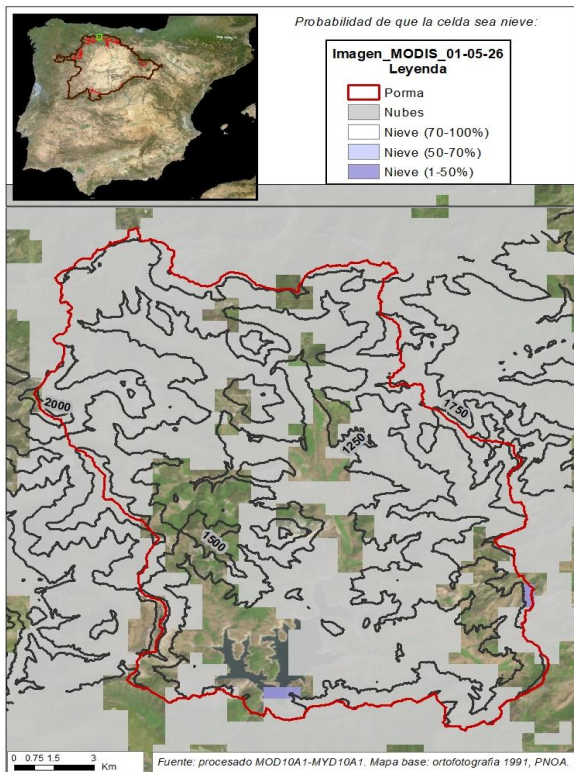 Probabilidad de que la celda sea nieve:
Imagen_MODIS_01-05-26
Leyenda
Porma
Nubes
Nieve (70-100%)
Nieve (50-70%)
Nieve (1-50%)
2000
1750
1250
1500
0 0.75 1.5 3
Km
Fuente: procesado MOD10A1-MYD10A1. Mapa base: ortofotografia 1991, PNOA.